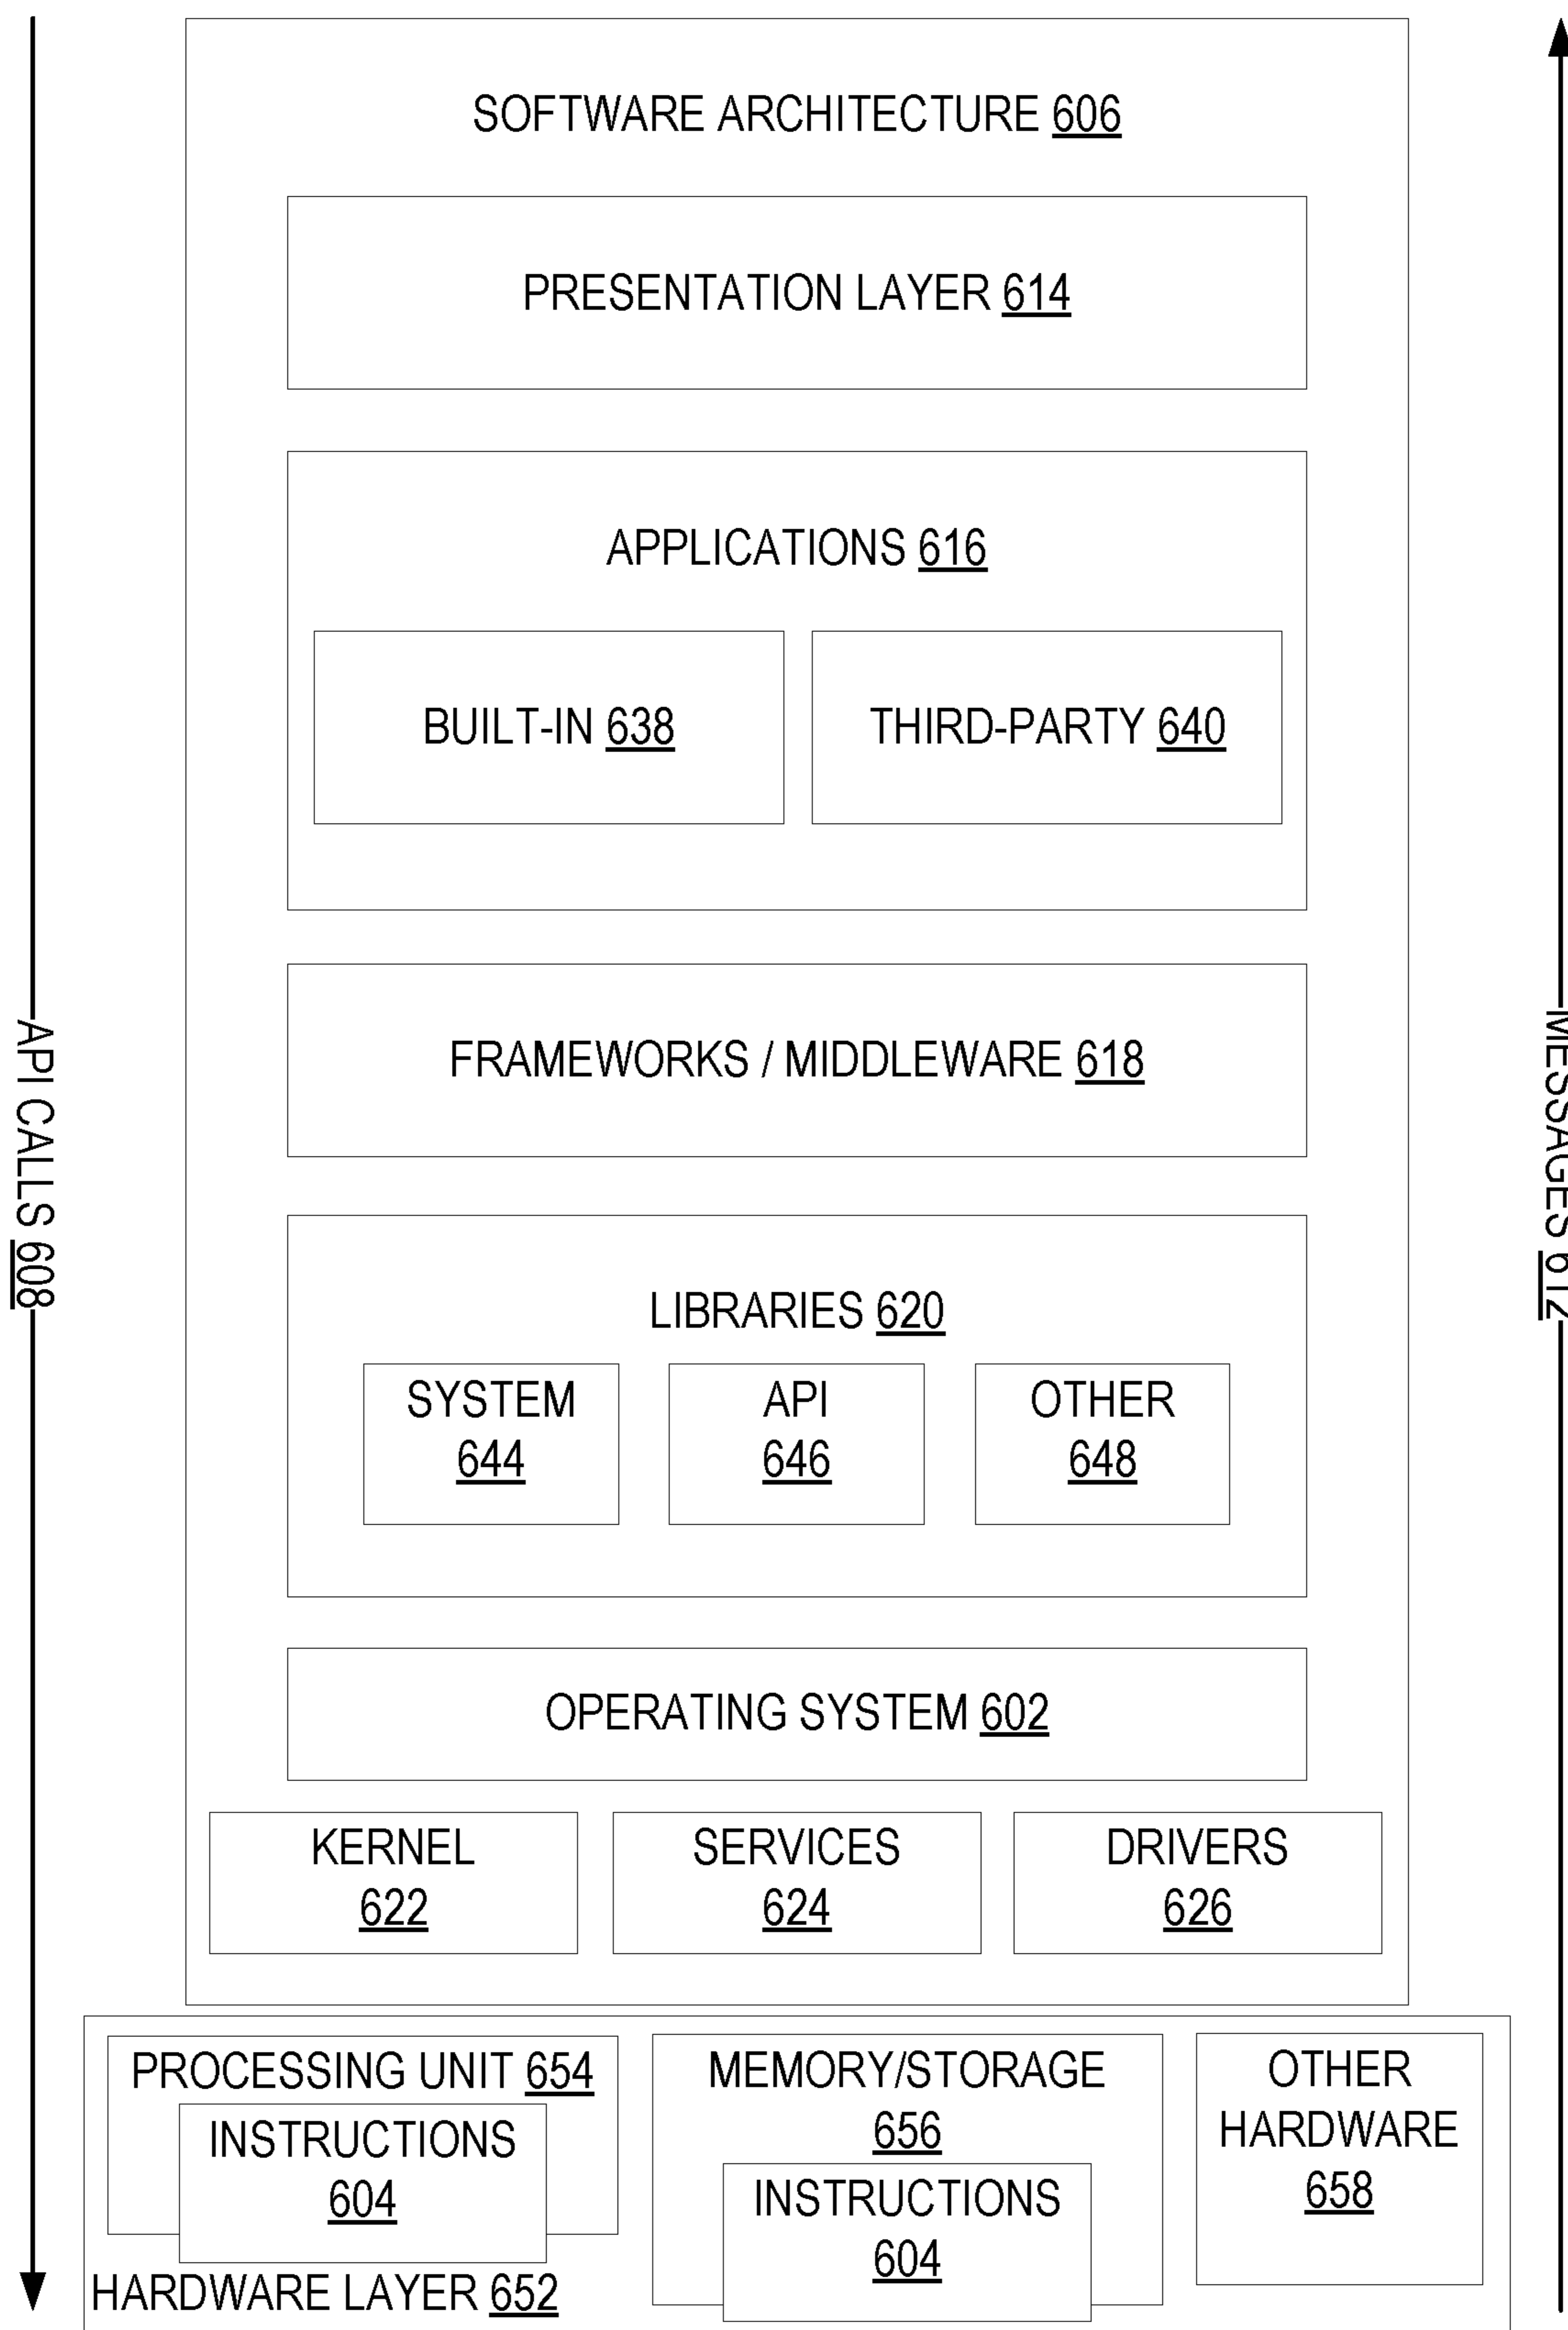 SOFTWARE ARCHITECTURE 606
PRESENTATION LAYER 614
APPLICATIONS 616
BUILT-IN 638
THIRD-PARTY 640
FRAMEWORKS / MIDDLEWARE 618
API CALLS 608
MESSAGES 612
LIBRARIES 620
SYSTEM
644
API
646
OTHER
648
OPERATING SYSTEM 602
KERNEL
622
SERVICES
624
DRIVERS
626
PROCESSING UNIT 654
INSTRUCTIONS
604
MEMORY/STORAGE
656
INSTRUCTIONS
604
OTHER
HARDWARE
658
HARDWARE LAYER 652